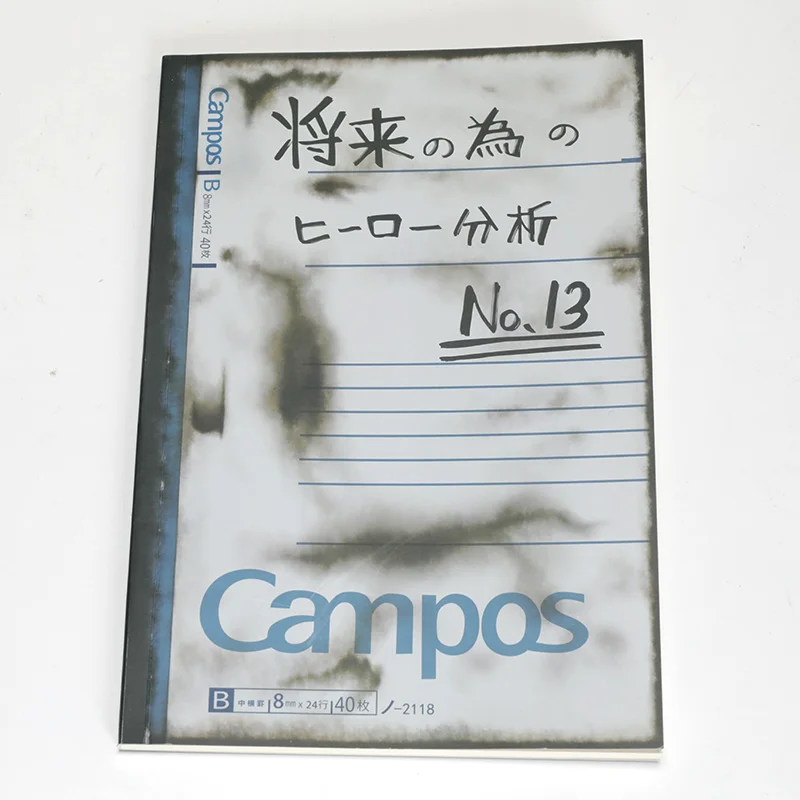 将来の為の
ヒーロー分析
No.13
Campos B 8mm×24行 40枚
Campos
B 中横罫 8mm×24行 40枚 ノ-2118